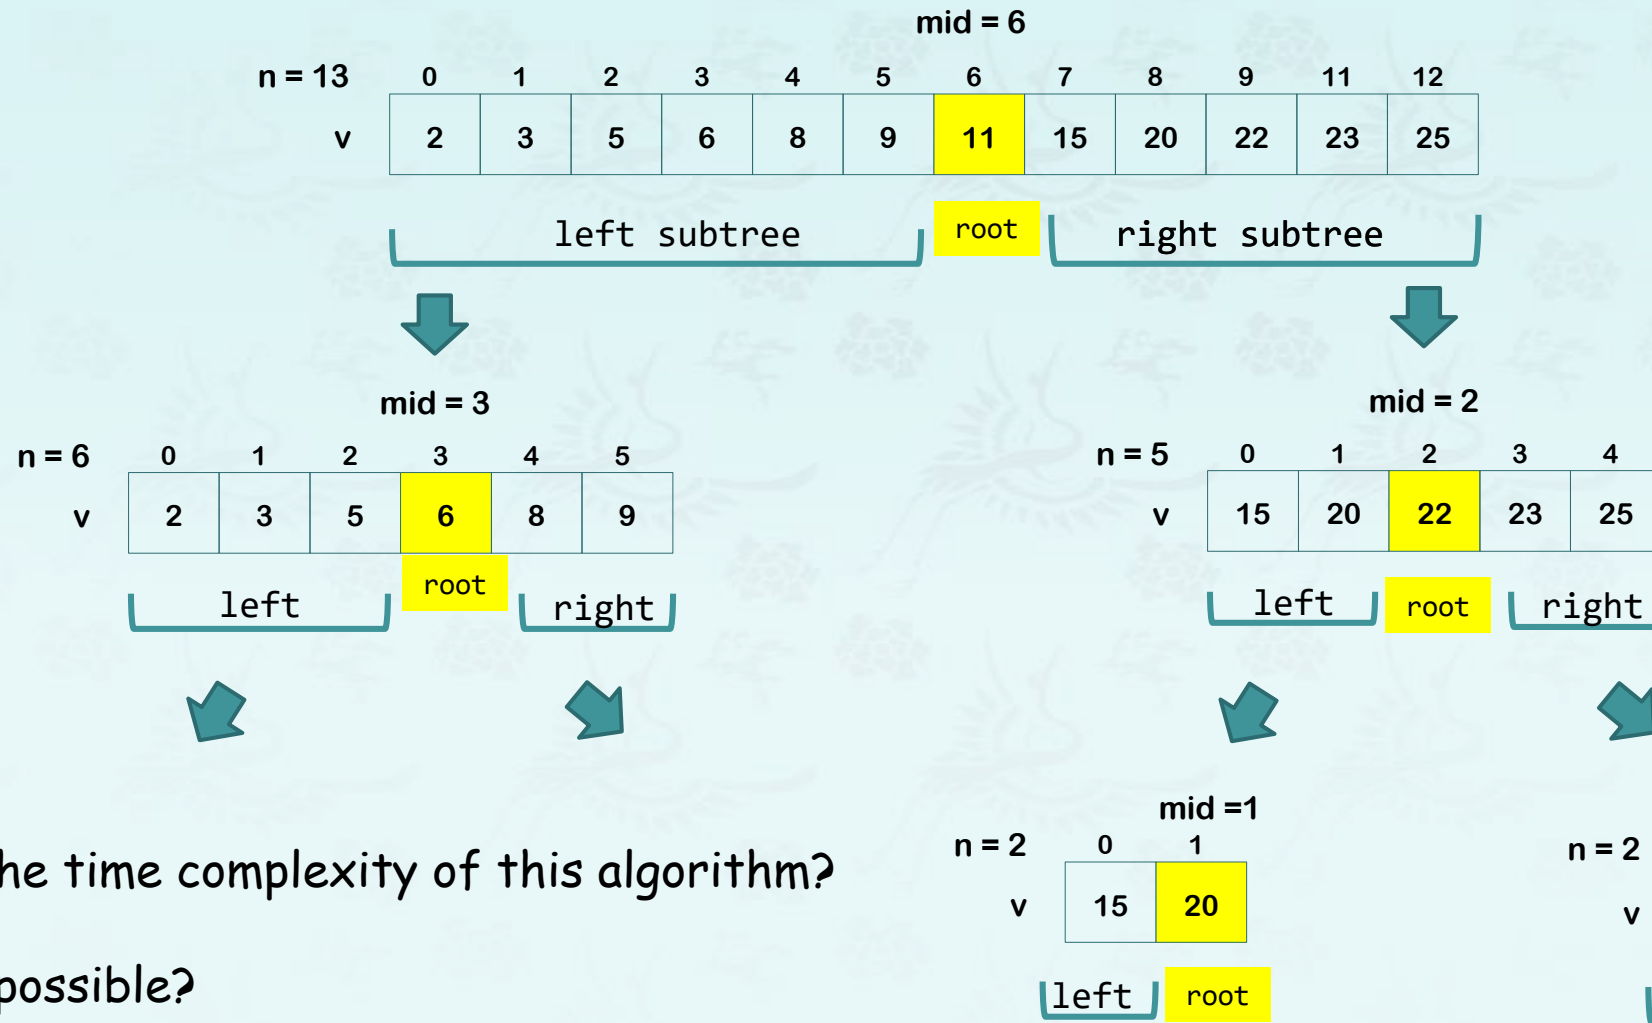 mid = 6
n = 13 0 1 2 3 4 5 6 7 8 9 11 12
v 2 3 5 6 8 9 11 15 20 22 23 25
left subtree root right subtree
mid = 3
n = 6 0 1 2 3 4 5
v 2 3 5 6 8 9
left root right
mid = 2
n = 5 0 1 2 3 4
v 15 20 22 23 25
left root right
he time complexity of this algorithm?
possible?
mid =1
n = 2 0 1
v 15 20
left root
n = 2
v